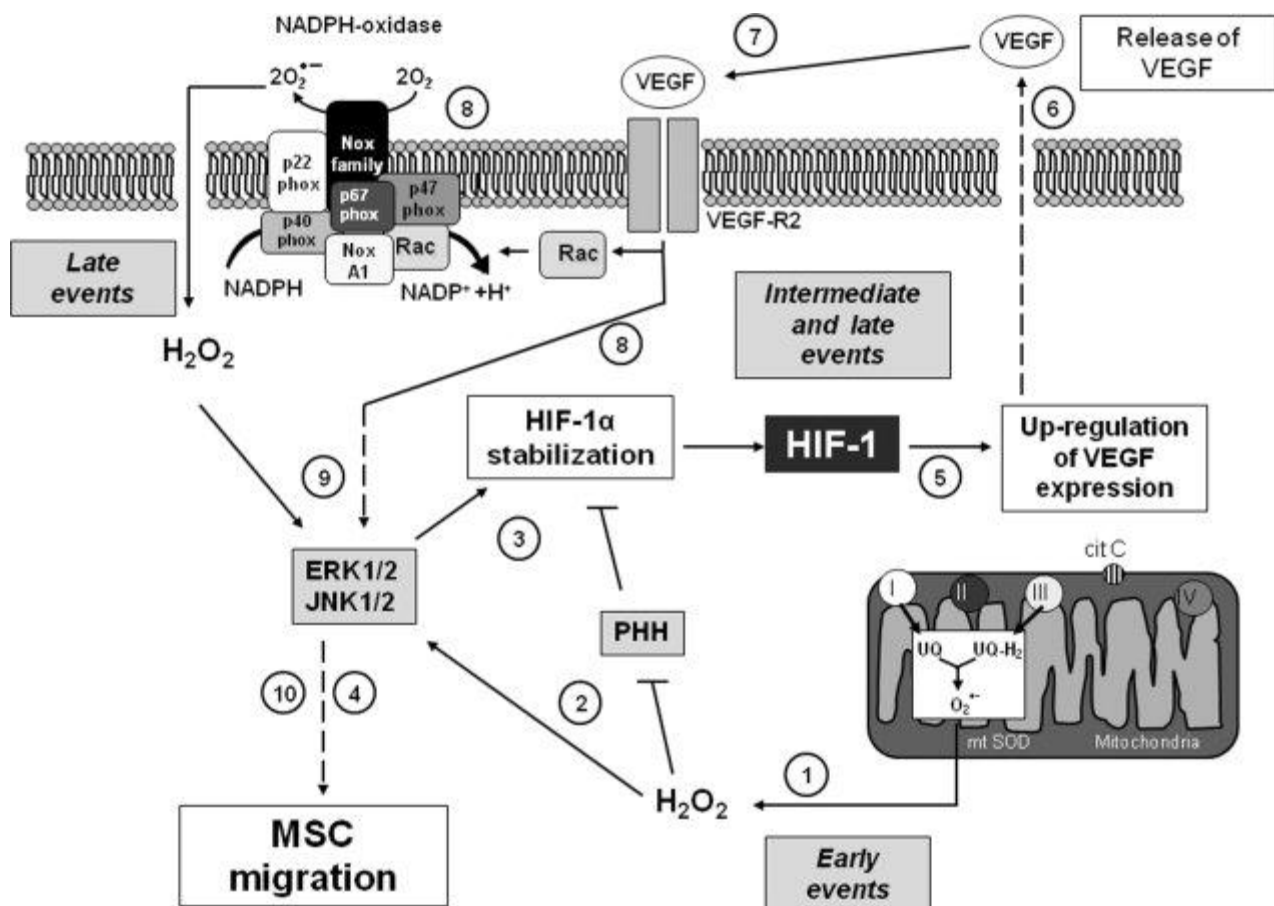 NADPH-oxidase
2O₂•−
2O₂
8
Nox
family
p22
phox
p67
phox
p47
phox
p40
phox
Nox
A1
Rac
NADPH
NADP⁺ +H⁺
Rac
VEGF
VEGF-R2
7
VEGF
Release of
VEGF
6
Late
events
H₂O₂
8
Intermediate
and late
events
HIF-1α
stabilization
HIF-1
5
Up-regulation
of VEGF
expression
9
3
ERK1/2
JNK1/2
PHH
cit C
I
II
III
IV
UQ
UQ-H₂
O₂•−
mt SOD
Mitochondria
10
4
2
1
H₂O₂
MSC
migration
Early
events